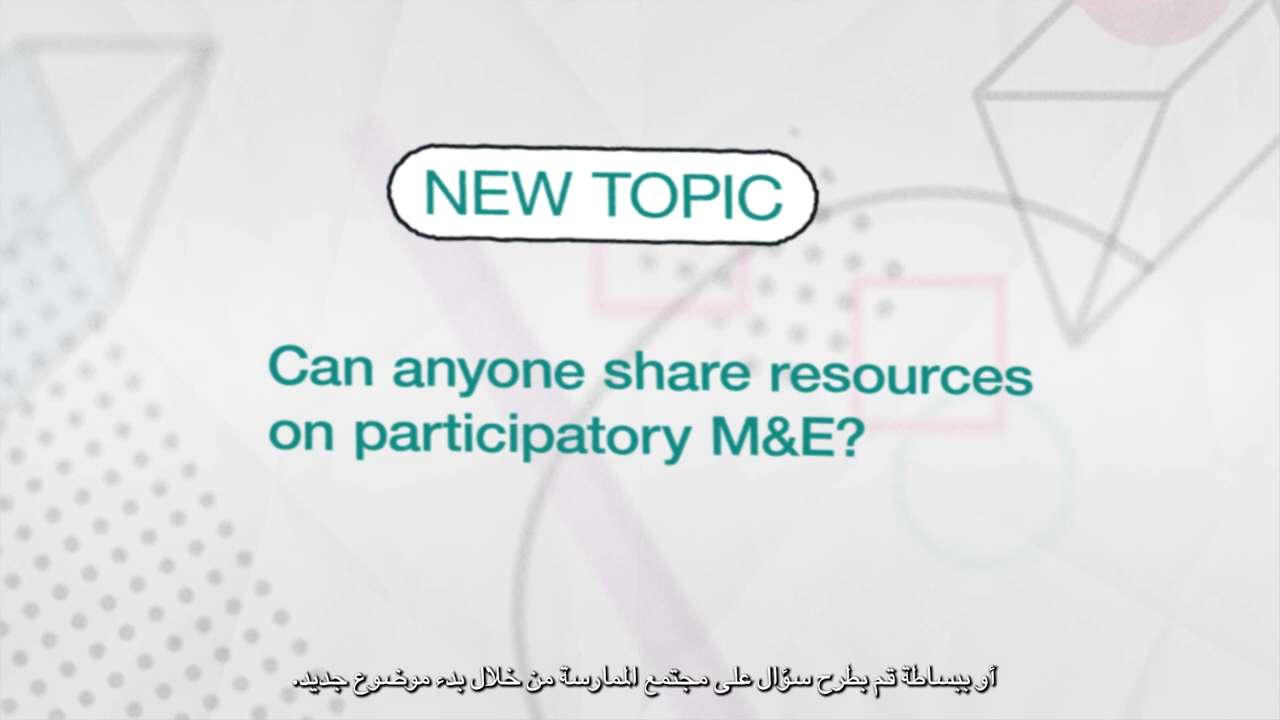 NEW TOPIC
Can anyone share resources
on participatory M&E?
أو ببساطة قم بطرح سؤال على مجتمع الممارسة من خلال بدء موضوع جديد.